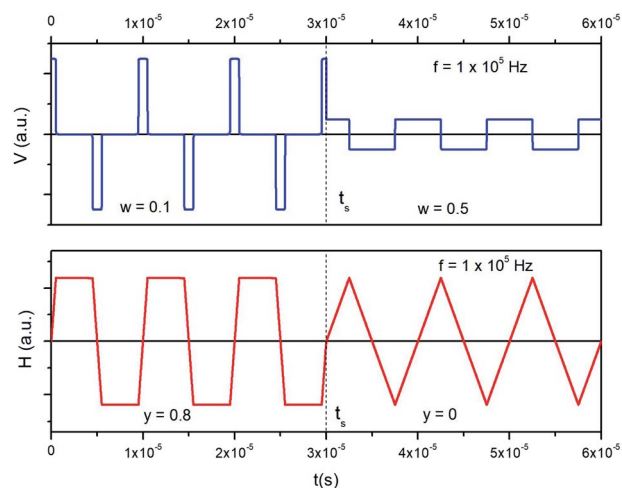 0 1x10⁻⁵ 2x10⁻⁵ 3x10⁻⁵ 4x10⁻⁵ 5x10⁻⁵ 6x10⁻⁵
f = 1 x 10⁵ Hz
V (a.u.)
w = 0.1
tₛ
w = 0.5
f = 1 x 10⁵ Hz
H (a.u.)
y = 0.8
tₛ
y = 0
0 1x10⁻⁵ 2x10⁻⁵ 3x10⁻⁵ 4x10⁻⁵ 5x10⁻⁵ 6x10⁻⁵
t(s)